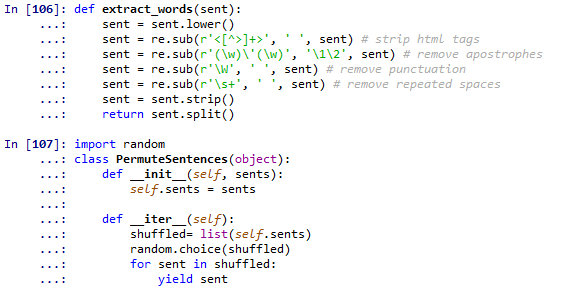 In [106]: def extract_words(sent):
     ...:     sent = sent.lower()
     ...:     sent = re.sub(r'<[^>]+>', ' ', sent) # strip html tags
     ...:     sent = re.sub(r'(\w)\'(\w)', '\1\2', sent) # remove apostrophes
     ...:     sent = re.sub(r'\W', ' ', sent) # remove punctuation
     ...:     sent = re.sub(r'\s+', ' ', sent) # remove repeated spaces
     ...:     sent = sent.strip()
     ...:     return sent.split()

In [107]: import random
     ...: class PermuteSentences(object):
     ...:     def __init__(self, sents):
     ...:         self.sents = sents
     ...:
     ...:     def __iter__(self):
     ...:         shuffled= list(self.sents)
     ...:         random.choice(shuffled)
     ...:         for sent in shuffled:
     ...:             yield sent